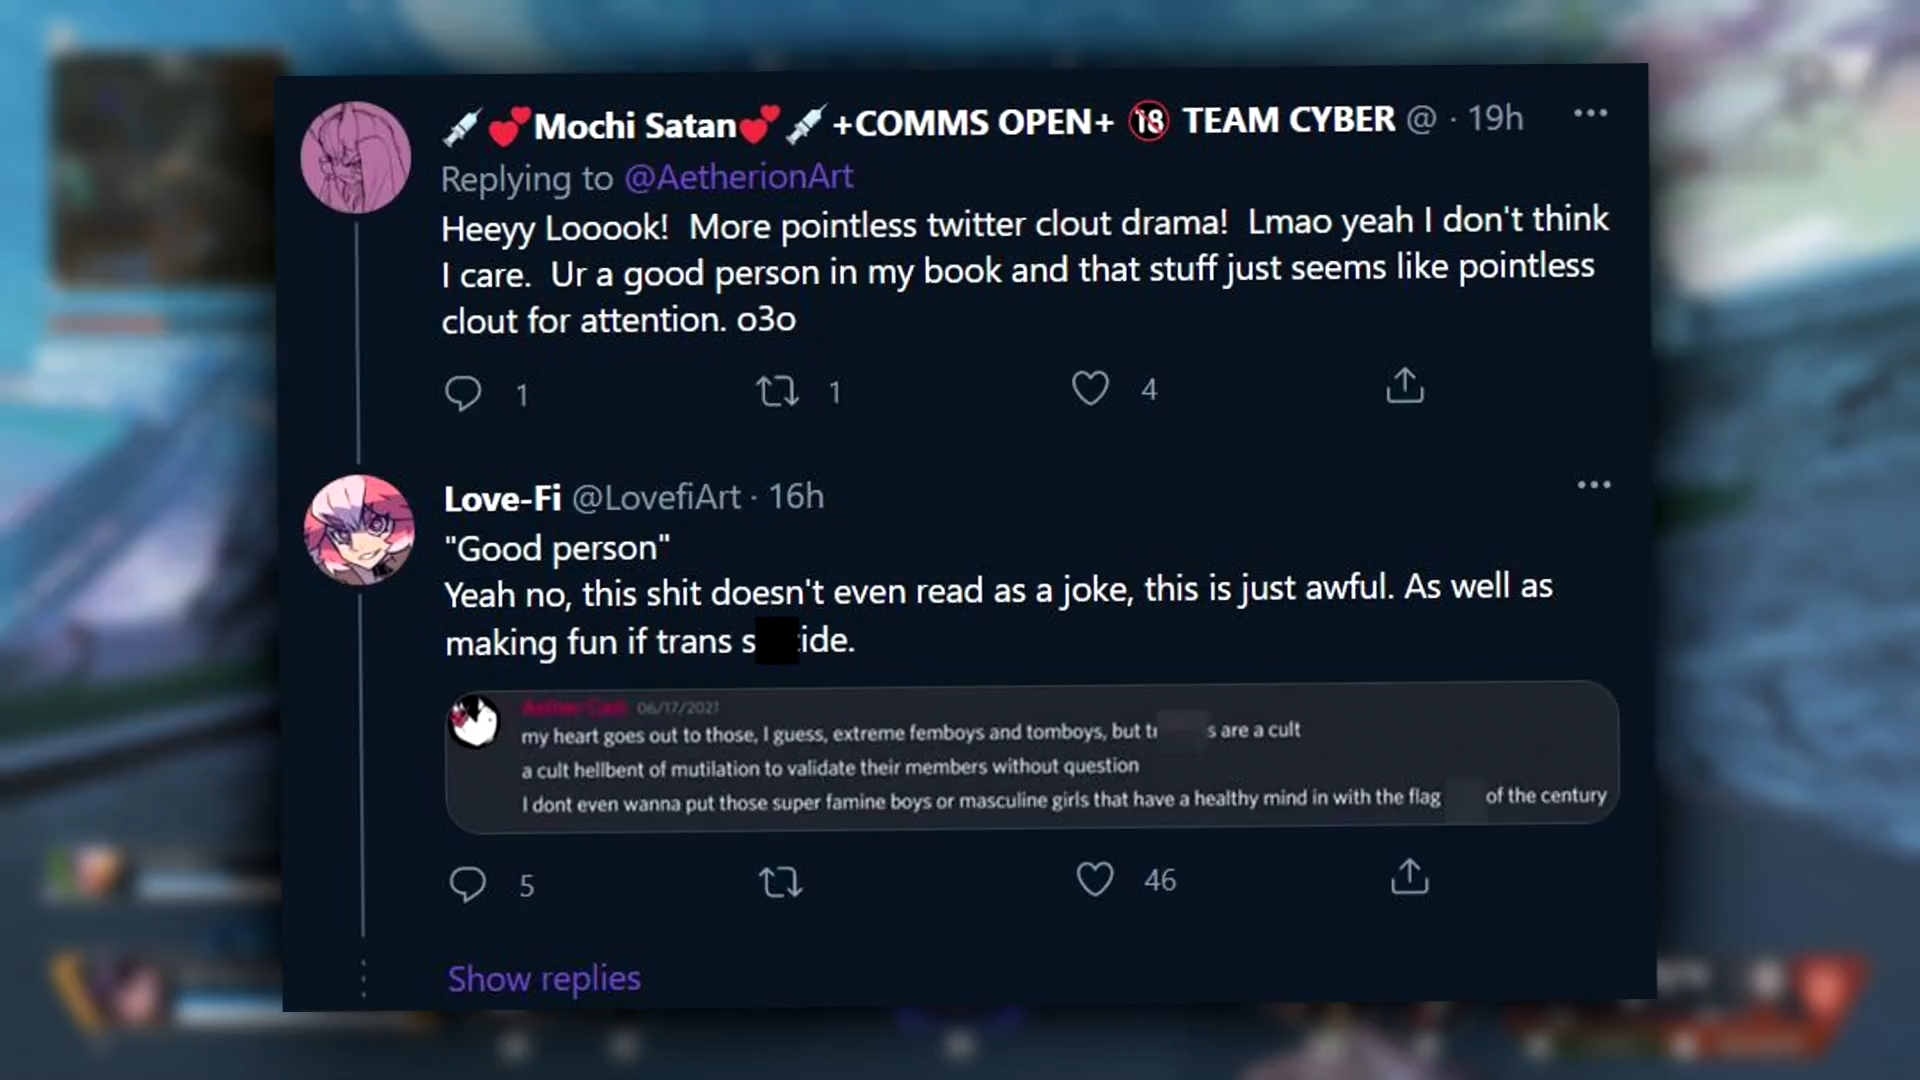 💉💕Mochi Satan💕💉+COMMS OPEN+ 🔞 TEAM CYBER @ · 19h
Replying to @AetherionArt
Heeyy Looook! More pointless twitter clout drama! Lmao yeah I don't think
I care. Ur a good person in my book and that stuff just seems like pointless
clout for attention. o3o
1 1 4
Love-Fi @LovefiArt · 16h
"Good person"
Yeah no, this shit doesn't even read as a joke, this is just awful. As well as
making fun if trans s ide.
06/17/2021
my heart goes out to those, I guess, extreme femboys and tomboys, but tr s are a cult
a cult hellbent of mutilation to validate their members without question
I dont even wanna put those super famine boys or masculine girls that have a healthy mind in with the flag of the century
5 46
Show replies